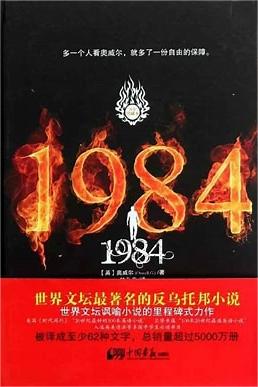 多一个人看奥威尔，就多了一份自由的保障。
1984
1984
[英] 奥威尔
著
世界文坛最著名的反乌托邦小说
世界文坛讽喻小说的里程碑式力作
被译成至少62种文字，总销量超过5000万册
中国画报出版社